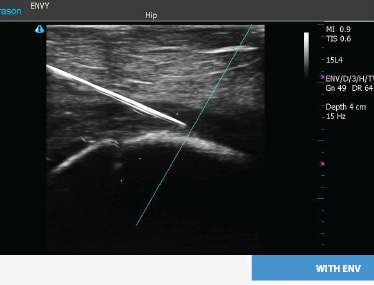 rason ENVY
Hip
MI 0.9
TIS 0.6
15L4
ENV/D/3/H/TV
Gn 49 DR 64
Depth 4 cm
15 Hz
WITH ENV